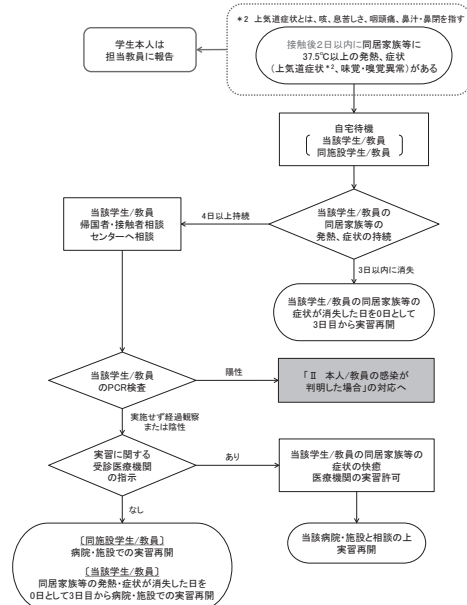 *2 上気道症状とは、咳、息苦しさ、咽頭痛、鼻汁・鼻閉を指す
学生本人は
担当教員に報告
接触後2日以内に同居家族等に
37.5℃以上の発熱、症状
(上気道症状*2、味覚・嗅覚異常)がある
自宅待機
当該学生/教員
同施設学生/教員
当該学生/教員
帰国者・接触者相談
センターへ相談
4日以上持続
当該学生/教員の
同居家族等の
発熱、症状の持続
3日以内に消失
当該学生/教員の同居家族等の
症状が消失した日を0日として
3日目から実習再開
当該学生/教員
のPCR検査
陽性
「Ⅱ 本人/教員の感染が
判明した場合」の対応へ
実施せず経過観察
または陰性
実習に関する
受診医療機関
の指示
あり
当該学生/教員の同居家族等の
症状の快癒
医療機関の実習許可
なし
当該病院・施設と相談の上
実習再開
[同施設学生/教員]
病院・施設での実習再開
[当該学生/教員]
同居家族等の発熱・症状が消失した日を
0日として3日目から病院・施設での実習再開